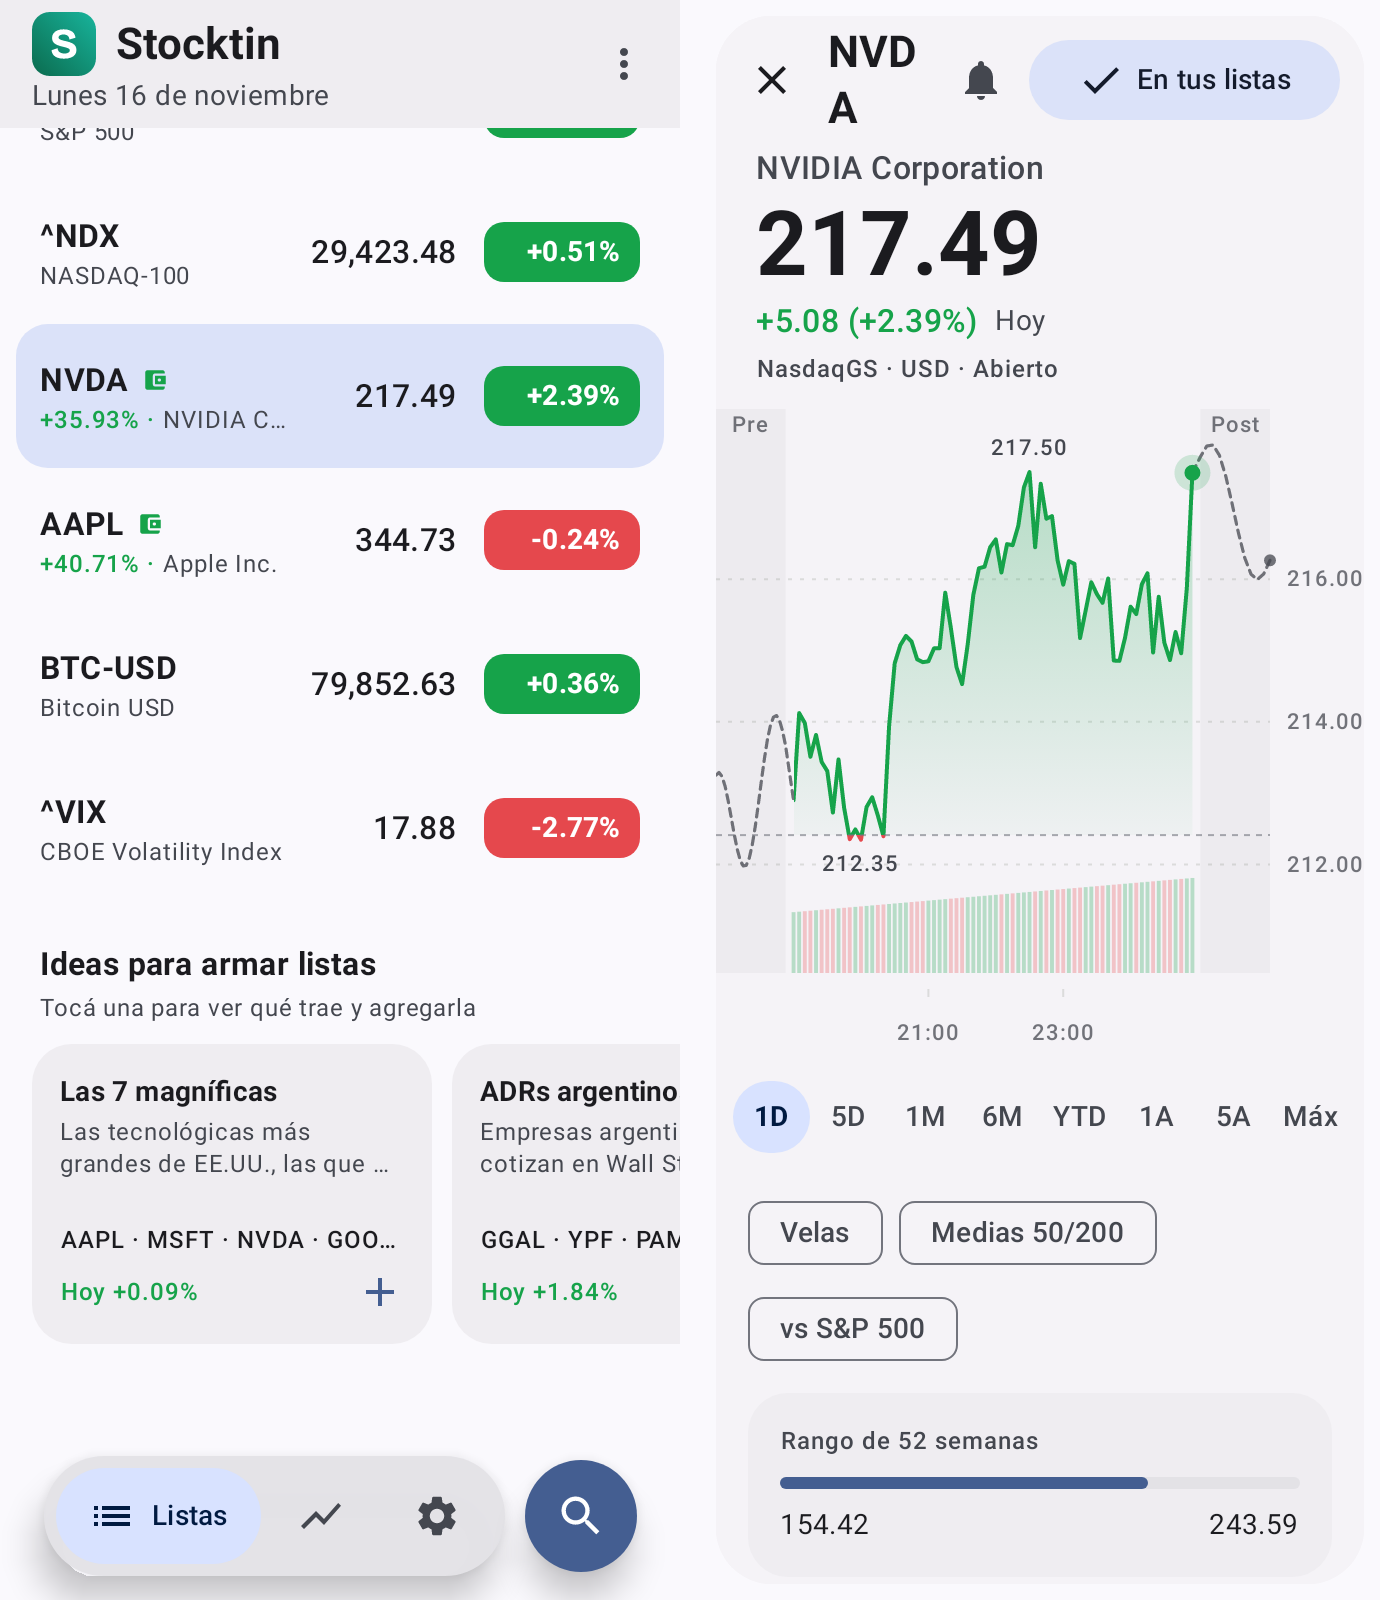 S
Stocktin
Lunes 16 de noviembre
S&P 500
^NDX
NASDAQ-100
29,423.48
+0.51%
NVDA
+35.93% · NVIDIA C...
217.49
+2.39%
AAPL
+40.71% · Apple Inc.
344.73
-0.24%
BTC-USD
Bitcoin USD
79,852.63
+0.36%
^VIX
CBOE Volatility Index
17.88
-2.77%
Ideas para armar listas
Tocá una para ver qué trae y agregarla
Las 7 magníficas
Las tecnológicas más
grandes de EE.UU., las que ...
AAPL · MSFT · NVDA · GOO...
Hoy +0.09%
ADRs argentino
Empresas argenti
cotizan en Wall St
GGAL · YPF · PAM
Hoy +1.84%
Listas
NVD
A
En tus listas
NVIDIA Corporation
217.49
+5.08 (+2.39%) Hoy
NasdaqGS · USD · Abierto
Pre
Post
217.50
216.00
214.00
212.35
212.00
21:00
23:00
1D
5D
1M
6M
YTD
1A
5A
Máx
Velas
Medias 50/200
vs S&P 500
Rango de 52 semanas
154.42
243.59